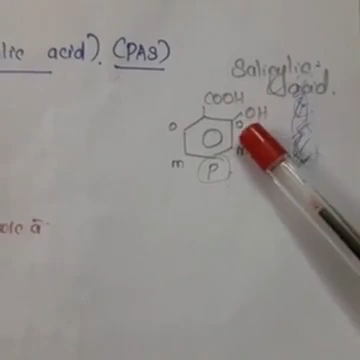 lic acid). (PAS)
Salicylic
acid.
COOH
OH
o
o
m
m
P